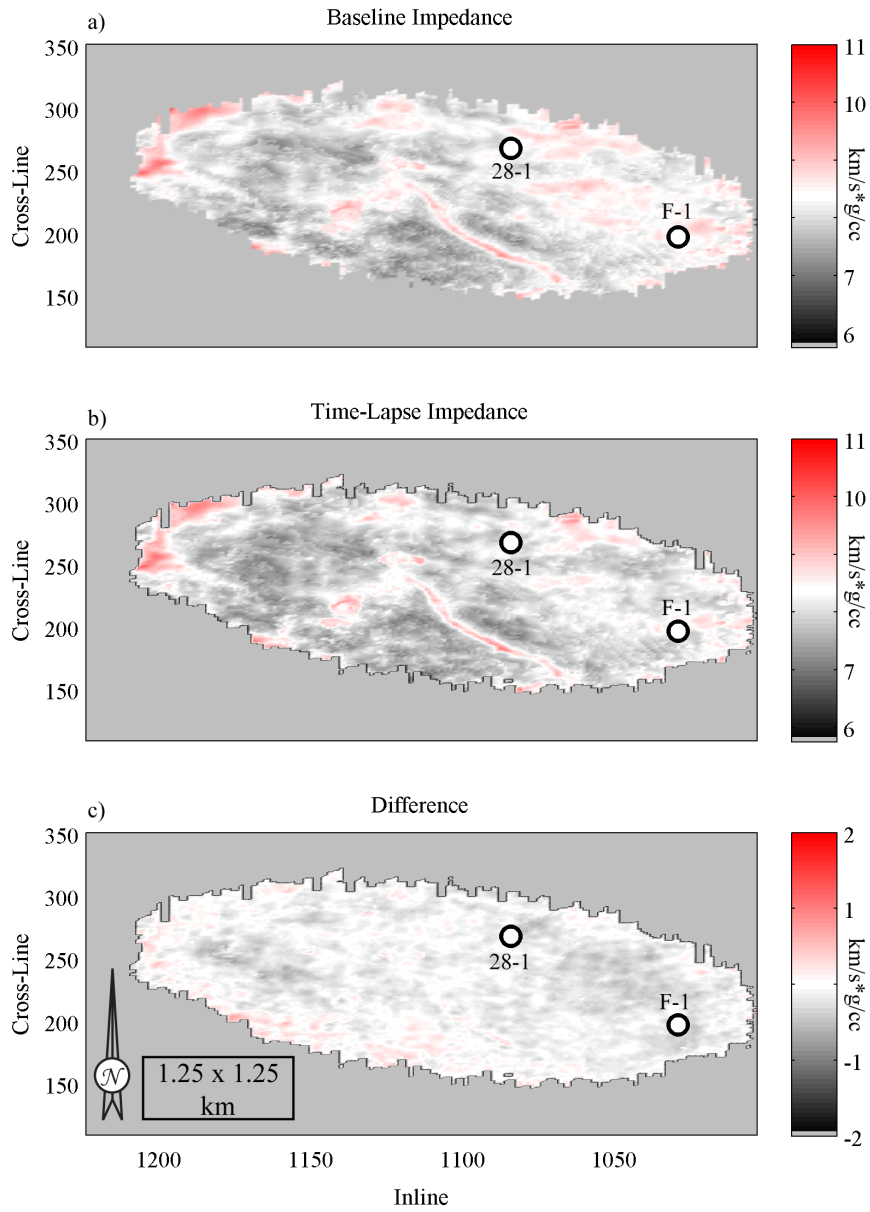 a)
Baseline Impedance
350
300
250
200
150
Cross-Line
28-1
F-1
11
10
km/s*g/cc
7
6
b)
Time-Lapse Impedance
350
300
250
200
150
Cross-Line
28-1
F-1
11
10
km/s*g/cc
7
6
c)
Difference
350
300
250
200
150
Cross-Line
28-1
F-1
N
1.25 x 1.25
km
2
1
km/s*g/cc
-1
-2
1200
1150
1100
1050
Inline